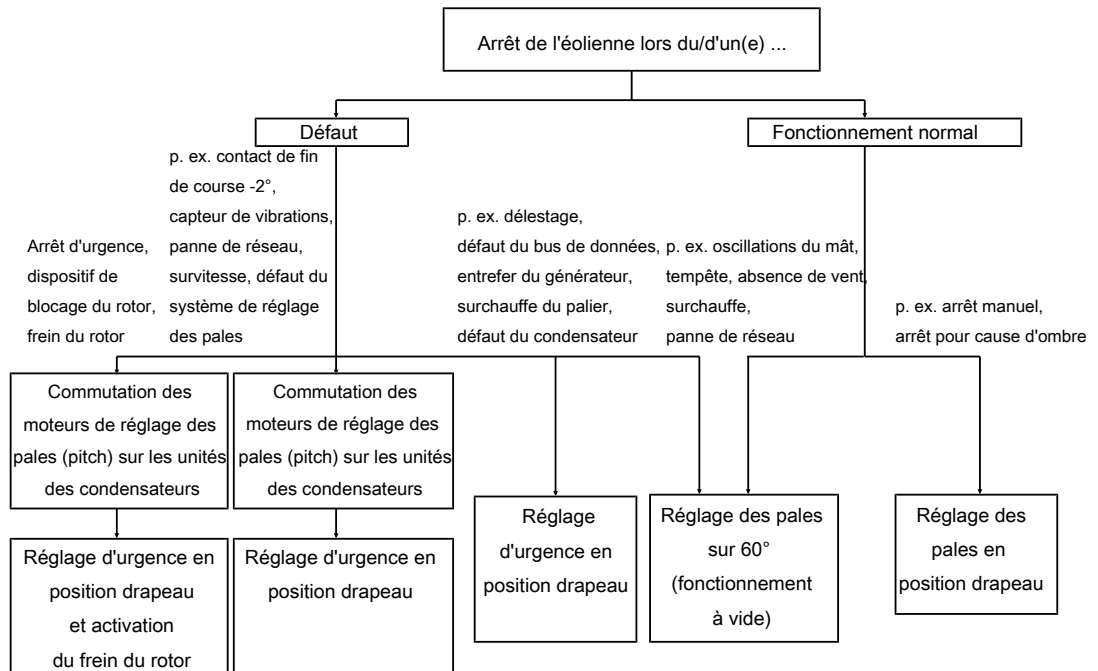 Arrêt de l'éolienne lors du/d'un(e) ...
Défaut
Fonctionnement normal
Arrêt d'urgence,
dispositif de
blocage du rotor,
frein du rotor
p. ex. contact de fin
de course -2°,
capteur de vibrations,
panne de réseau,
survitesse, défaut du
système de réglage
des pales
p. ex. délestage,
défaut du bus de données,
entrefer du générateur,
surchauffe du palier,
défaut du condensateur
p. ex. oscillations du mât,
tempête, absence de vent,
surchauffe,
panne de réseau
p. ex. arrêt manuel,
arrêt pour cause d'ombre
Commutation des
moteurs de réglage des
pales (pitch) sur les unités
des condensateurs
Commutation des
moteurs de réglage des
pales (pitch) sur les unités
des condensateurs
Réglage d'urgence en
position drapeau
et activation
du frein du rotor
Réglage d'urgence en
position drapeau
Réglage
d'urgence en
position drapeau
Réglage des pales
sur 60°
(fonctionnement
à vide)
Réglage des
pales en
position drapeau